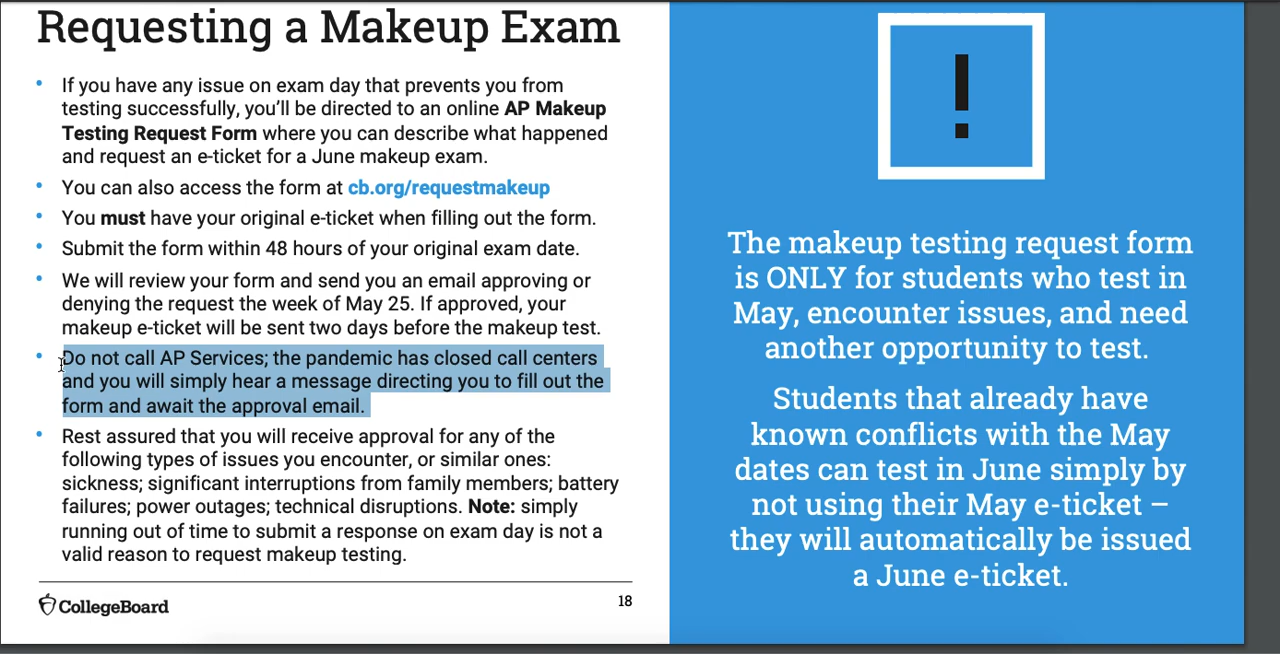 Requesting a Makeup Exam
• If you have any issue on exam day that prevents you from
testing successfully, you’ll be directed to an online AP Makeup
Testing Request Form where you can describe what happened
and request an e-ticket for a June makeup exam.
• You can also access the form at cb.org/requestmakeup
• You must have your original e-ticket when filling out the form.
• Submit the form within 48 hours of your original exam date.
• We will review your form and send you an email approving or
denying the request the week of May 25. If approved, your
makeup e-ticket will be sent two days before the makeup test.
• Do not call AP Services; the pandemic has closed call centers
and you will simply hear a message directing you to fill out the
form and await the approval email.
• Rest assured that you will receive approval for any of the
following types of issues you encounter, or similar ones:
sickness; significant interruptions from family members; battery
failures; power outages; technical disruptions. Note: simply
running out of time to submit a response on exam day is not a
valid reason to request makeup testing.
CollegeBoard
18
!
The makeup testing request form
is ONLY for students who test in
May, encounter issues, and need
another opportunity to test.
Students that already have
known conflicts with the May
dates can test in June simply by
not using their May e-ticket –
they will automatically be issued
a June e-ticket.